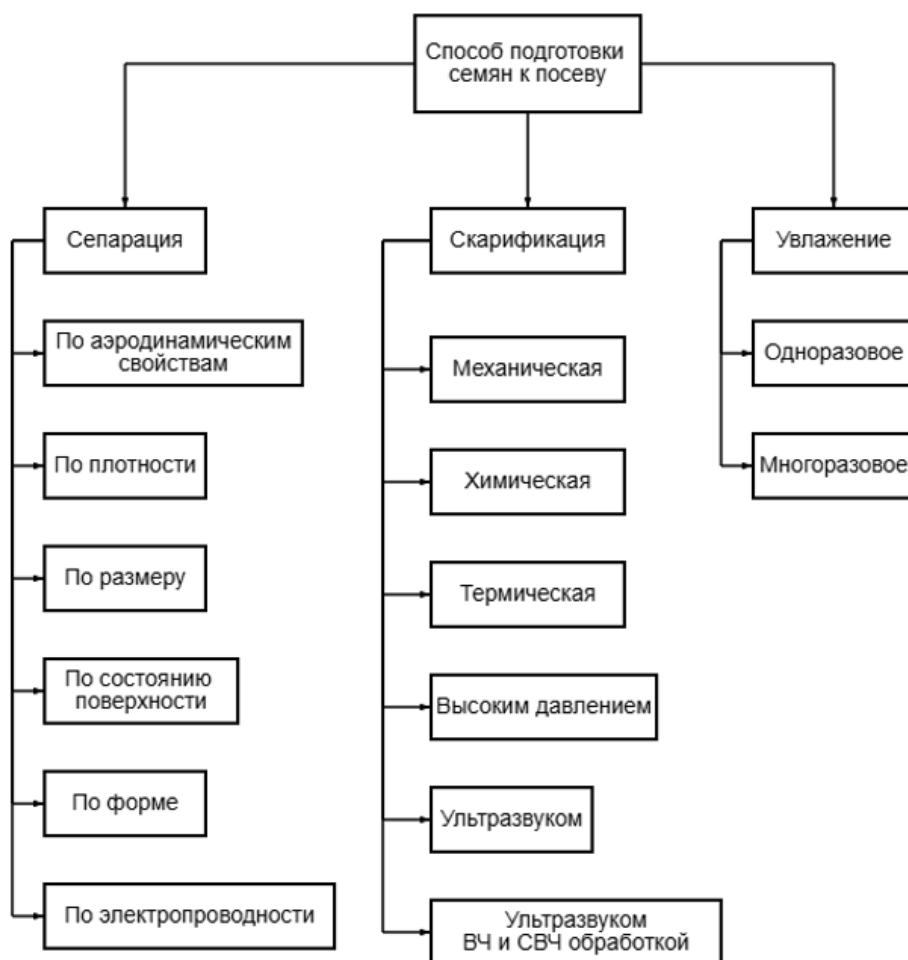 Способ подготовки
семян к посеву
Сепарация
По аэродинамическим
свойствам
По плотности
По размеру
По состоянию
поверхности
По форме
По электропроводности
Скарификация
Механическая
Химическая
Термическая
Высоким давлением
Ультразвуком
Ультразвуком
ВЧ и СВЧ обработкой
Увлажение
Одноразовое
Многоразовое